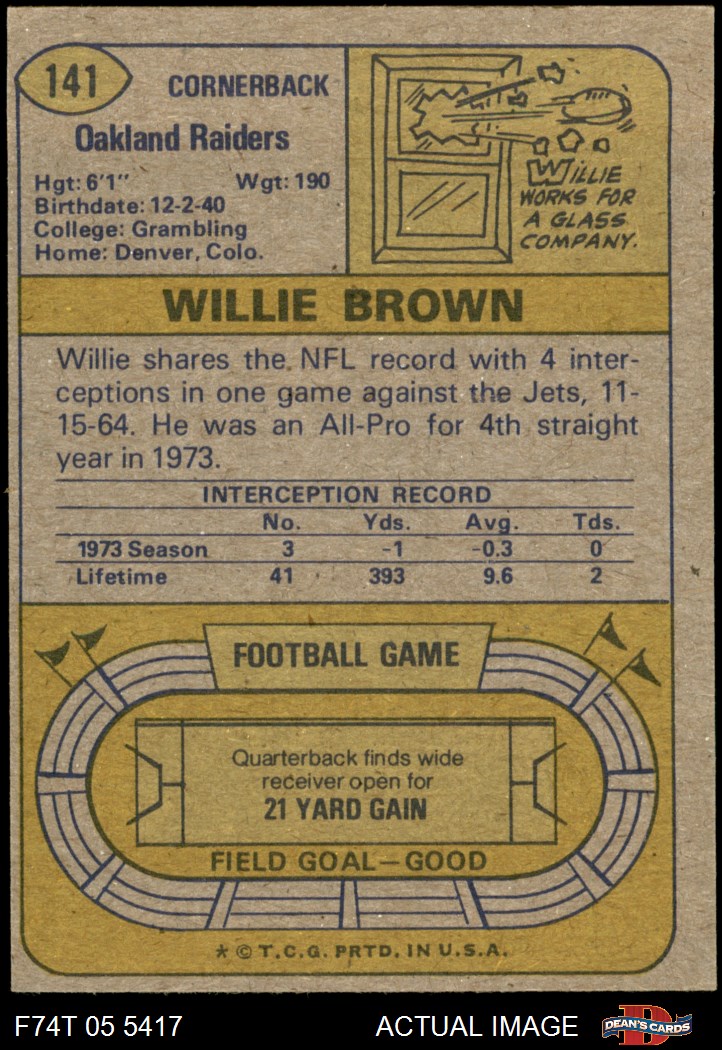 141
CORNERBACK
Oakland Raiders
Hgt: 6'1" Wgt: 190
Birthdate: 12-2-40
College: Grambling
Home: Denver, Colo.
WILLIE
WORKS FOR
A GLASS
COMPANY.
WILLIE BROWN
Willie shares the NFL record with 4 inter-
ceptions in one game against the Jets, 11-
15-64. He was an All-Pro for 4th straight
year in 1973.
INTERCEPTION RECORD
No. Yds. Avg. Tds.
1973 Season 3 -1 -0.3 0
Lifetime 41 393 9.6 2
FOOTBALL GAME
Quarterback finds wide
receiver open for
21 YARD GAIN
FIELD GOAL—GOOD
* © T.C.G. PRTD. IN U.S.A.
F74T 05 5417 ACTUAL IMAGE
D
DEAN'S CARDS